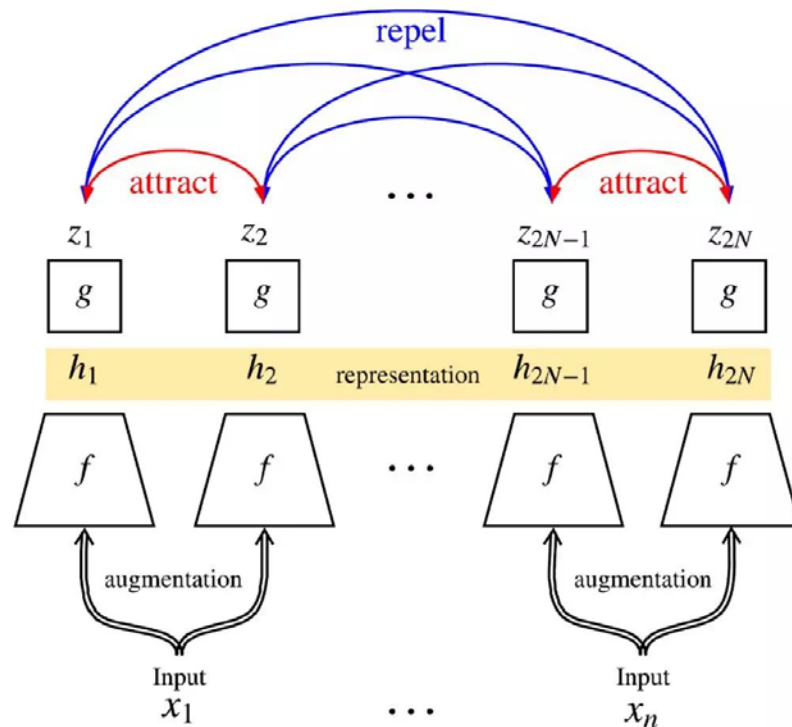 repel
attract attract
...
z₁ z₂ z₂N₋₁ z₂N
g g g g
h₁ h₂ representation h₂N₋₁ h₂N
f f ... f f
augmentation augmentation
Input Input
x₁ ... xₙ